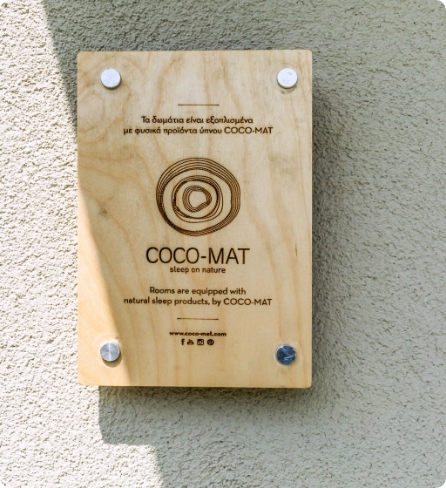 Τα δωμάτια είναι εξοπλισμένα
με φυσικά προϊόντα ύπνου COCO-MAT
COCO-MAT
sleep on nature
Rooms are equipped with
natural sleep products, by COCO-MAT
www.coco-mat.com